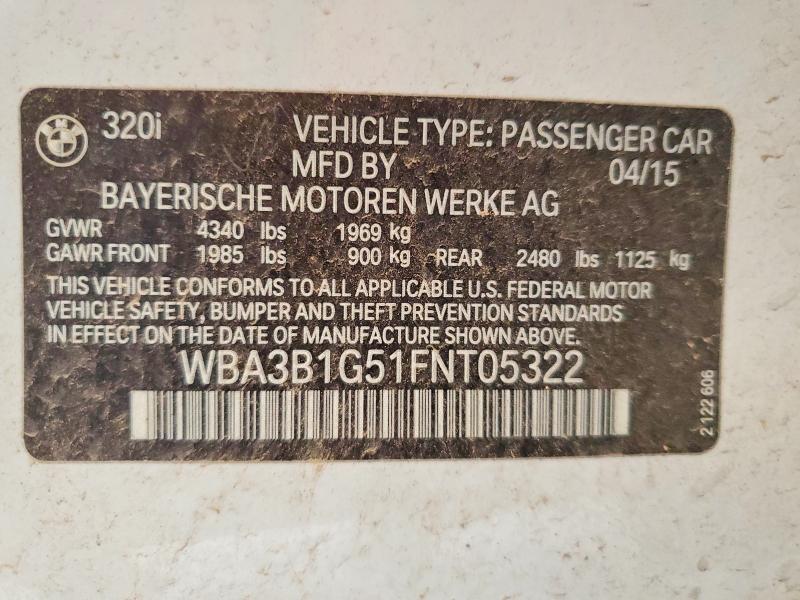 320i VEHICLE TYPE: PASSENGER CAR
MFD BY 04/15
BAYERISCHE MOTOREN WERKE AG
GVWR 4340 lbs 1969 kg
GAWR FRONT 1985 lbs 900 kg REAR 2480 lbs 1125 kg
THIS VEHICLE CONFORMS TO ALL APPLICABLE U.S. FEDERAL MOTOR
VEHICLE SAFETY, BUMPER AND THEFT PREVENTION STANDARDS
IN EFFECT ON THE DATE OF MANUFACTURE SHOWN ABOVE.
WBA3B1G51FNT05322
2 122 606